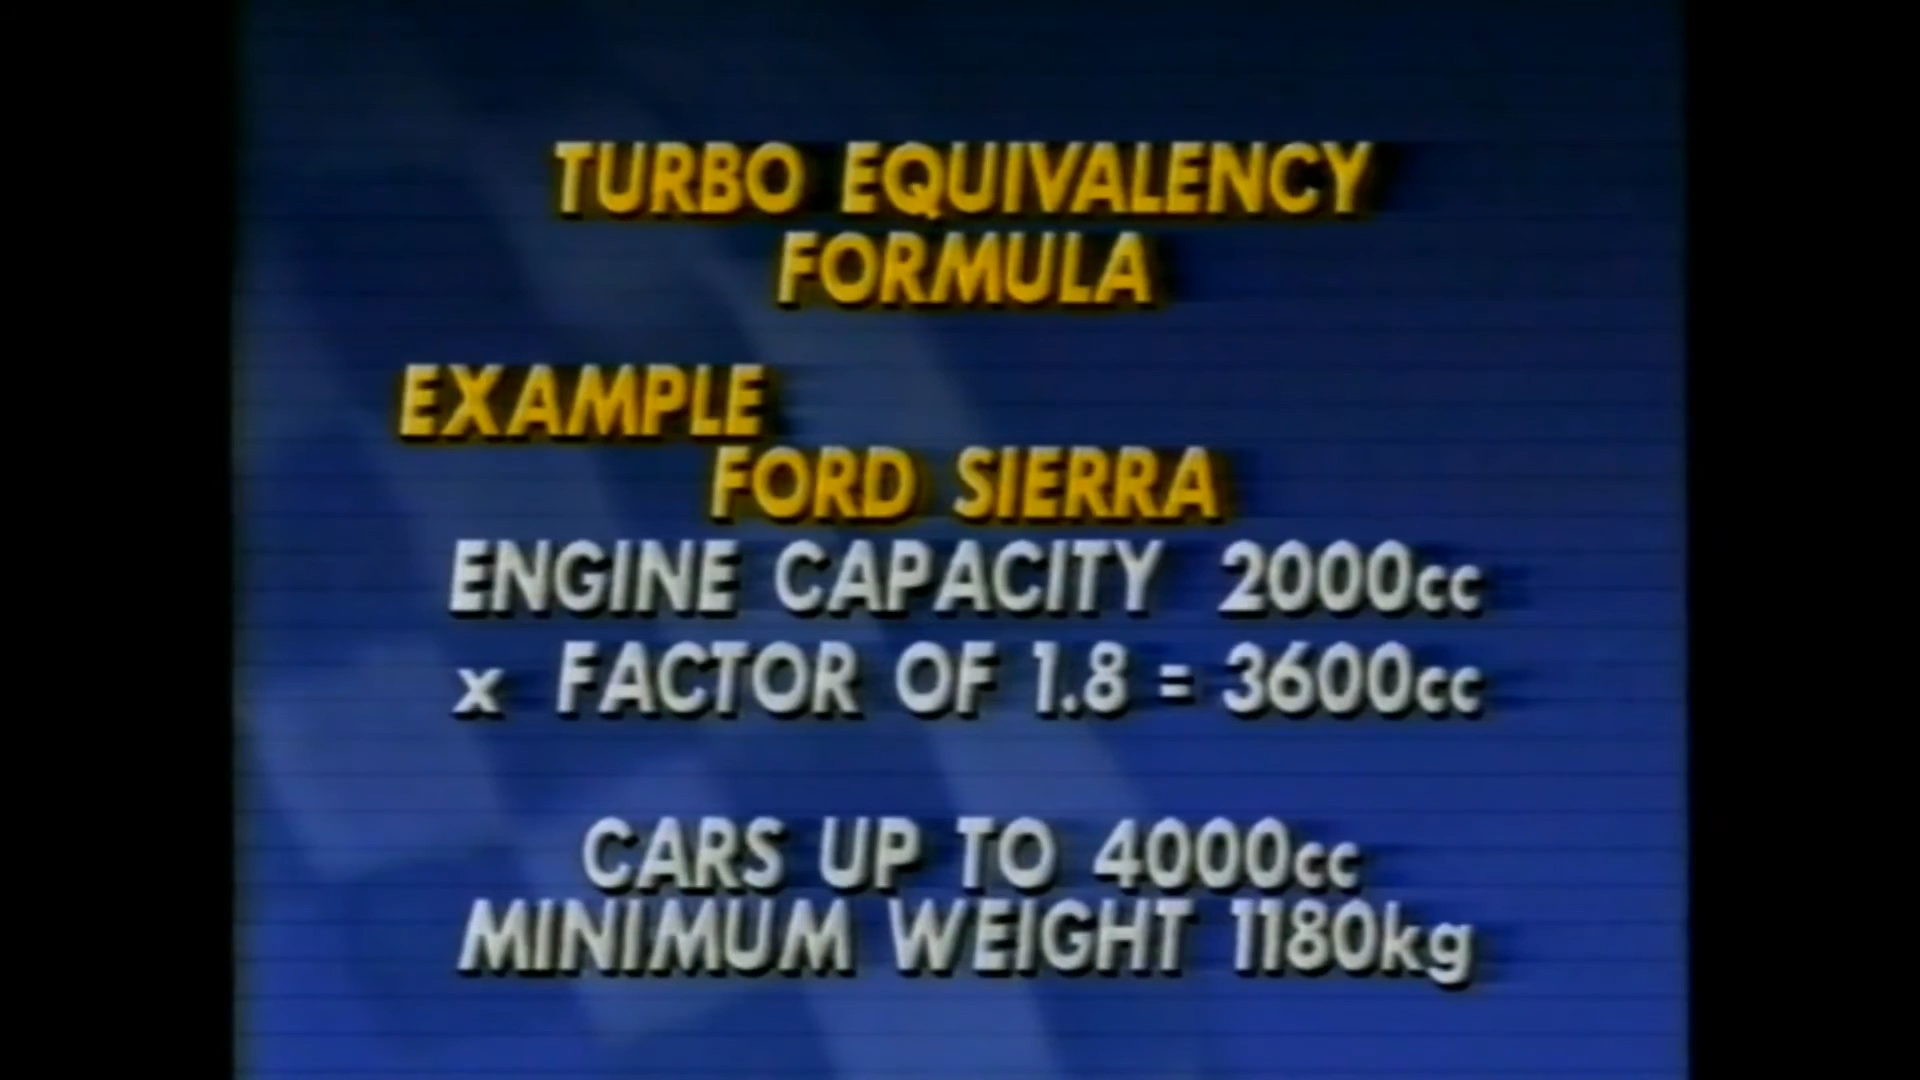 TURBO EQUIVALENCY
FORMULA
EXAMPLE
FORD SIERRA
ENGINE CAPACITY 2000cc
x FACTOR OF 1.8 = 3600cc
CARS UP TO 4000cc
MINIMUM WEIGHT 1180kg